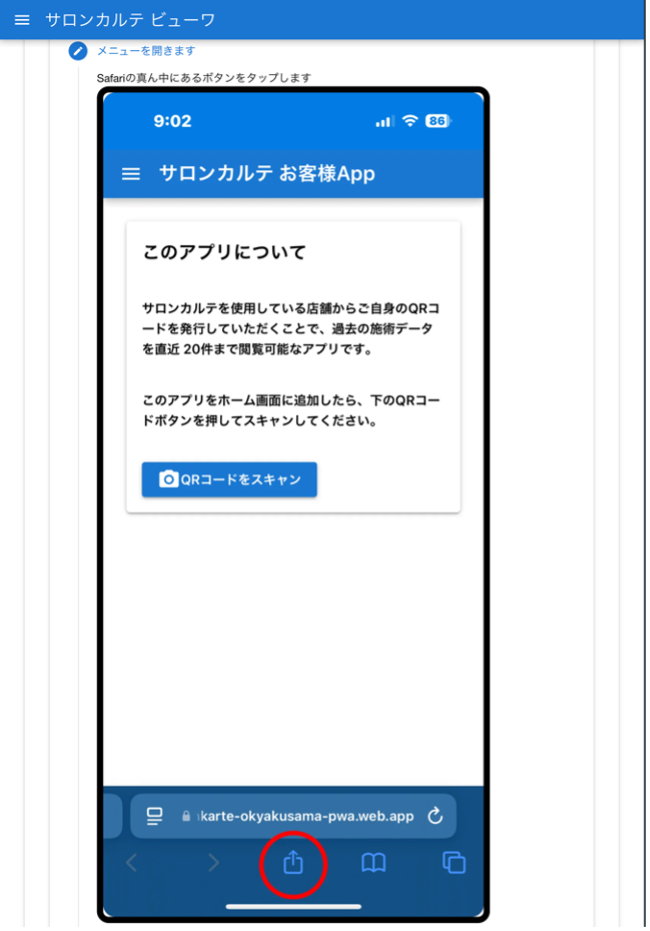 サロンカルテ ビューワ
メニューを開きます
Safariの真ん中にあるボタンをタップします
9:02
86
サロンカルテ お客様App
このアプリについて
サロンカルテを使用している店舗からご自身のQRコ
ードを発行していただくことで、過去の施術データ
を直近 20件まで閲覧可能なアプリです。
このアプリをホーム画面に追加したら、下のQRコー
ドボタンを押してスキャンしてください。
QRコードをスキャン
karte-okyakusama-pwa.web.app